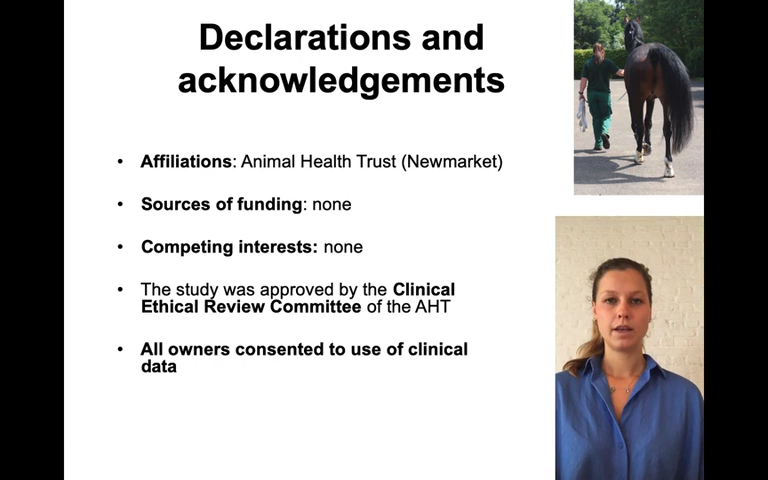 Declarations and
acknowledgements
• Affiliations: Animal Health Trust (Newmarket)
• Sources of funding: none
• Competing interests: none
• The study was approved by the Clinical
Ethical Review Committee of the AHT
• All owners consented to use of clinical
data